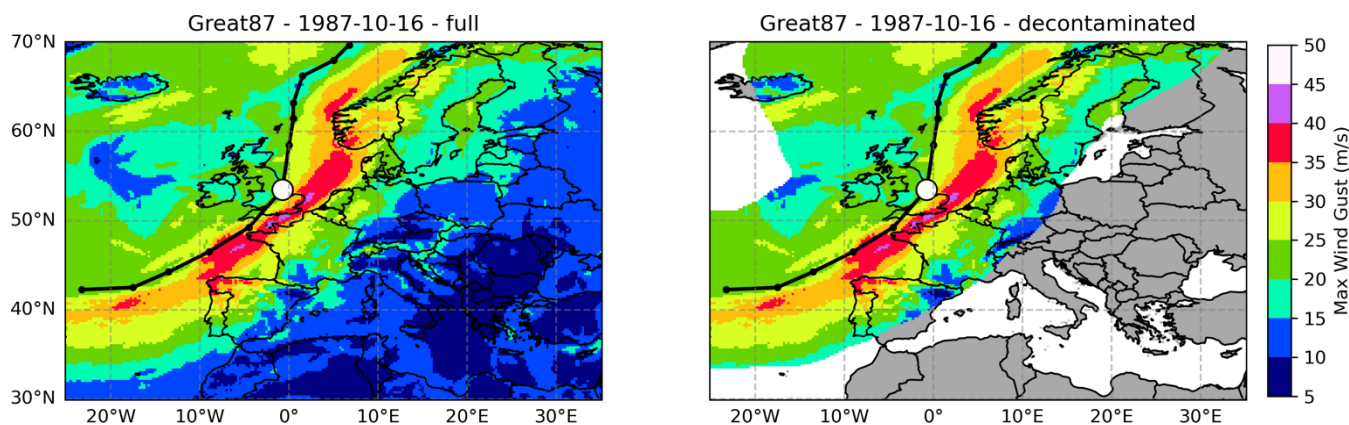 Great87 - 1987-10-16 - full
70°N
60°N
50°N
40°N
30°N
20°W
10°W
0°
10°E
20°E
30°E
Great87 - 1987-10-16 - decontaminated
20°W
10°W
0°
10°E
20°E
30°E
50
45
40
35
30
25
20
15
10
5
Max Wind Gust (m/s)